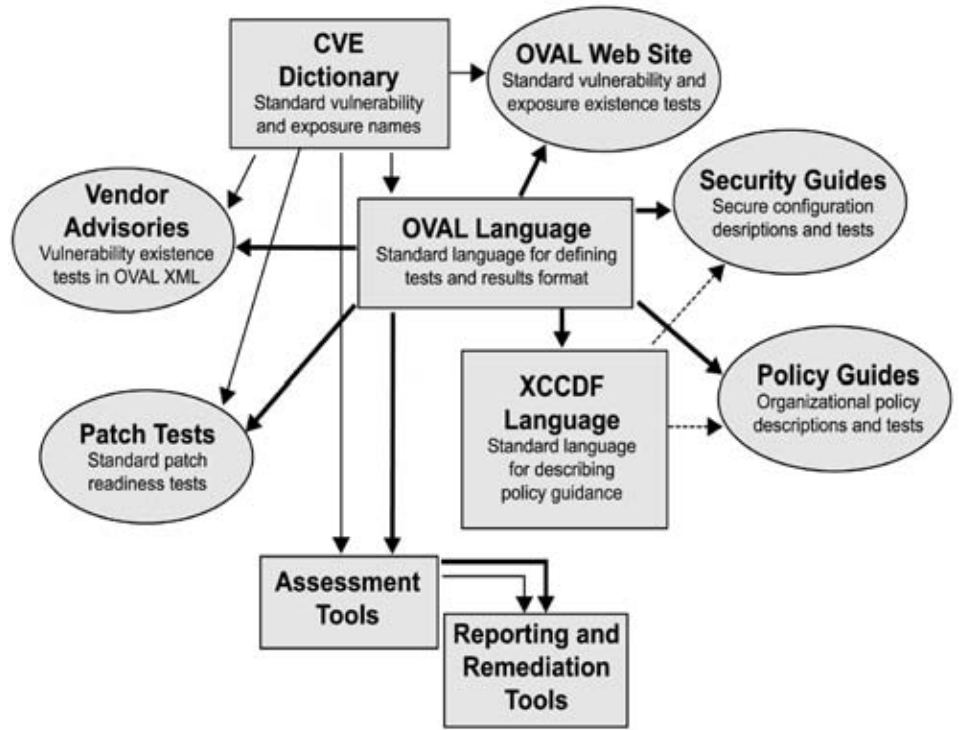 CVE
Dictionary
Standard vulnerability
and exposure names
OVAL Web Site
Standard vulnerability and
exposure existence tests
Vendor
Advisories
Vulnerability existence
tests in OVAL XML
OVAL Language
Standard language for defining
tests and results format
Security Guides
Secure configuration
desriptions and tests
XCCDF
Language
Standard language
for describing
policy guidance
Policy Guides
Organizational policy
descriptions and tests
Patch Tests
Standard patch
readiness tests
Assessment
Tools
Reporting and
Remediation
Tools